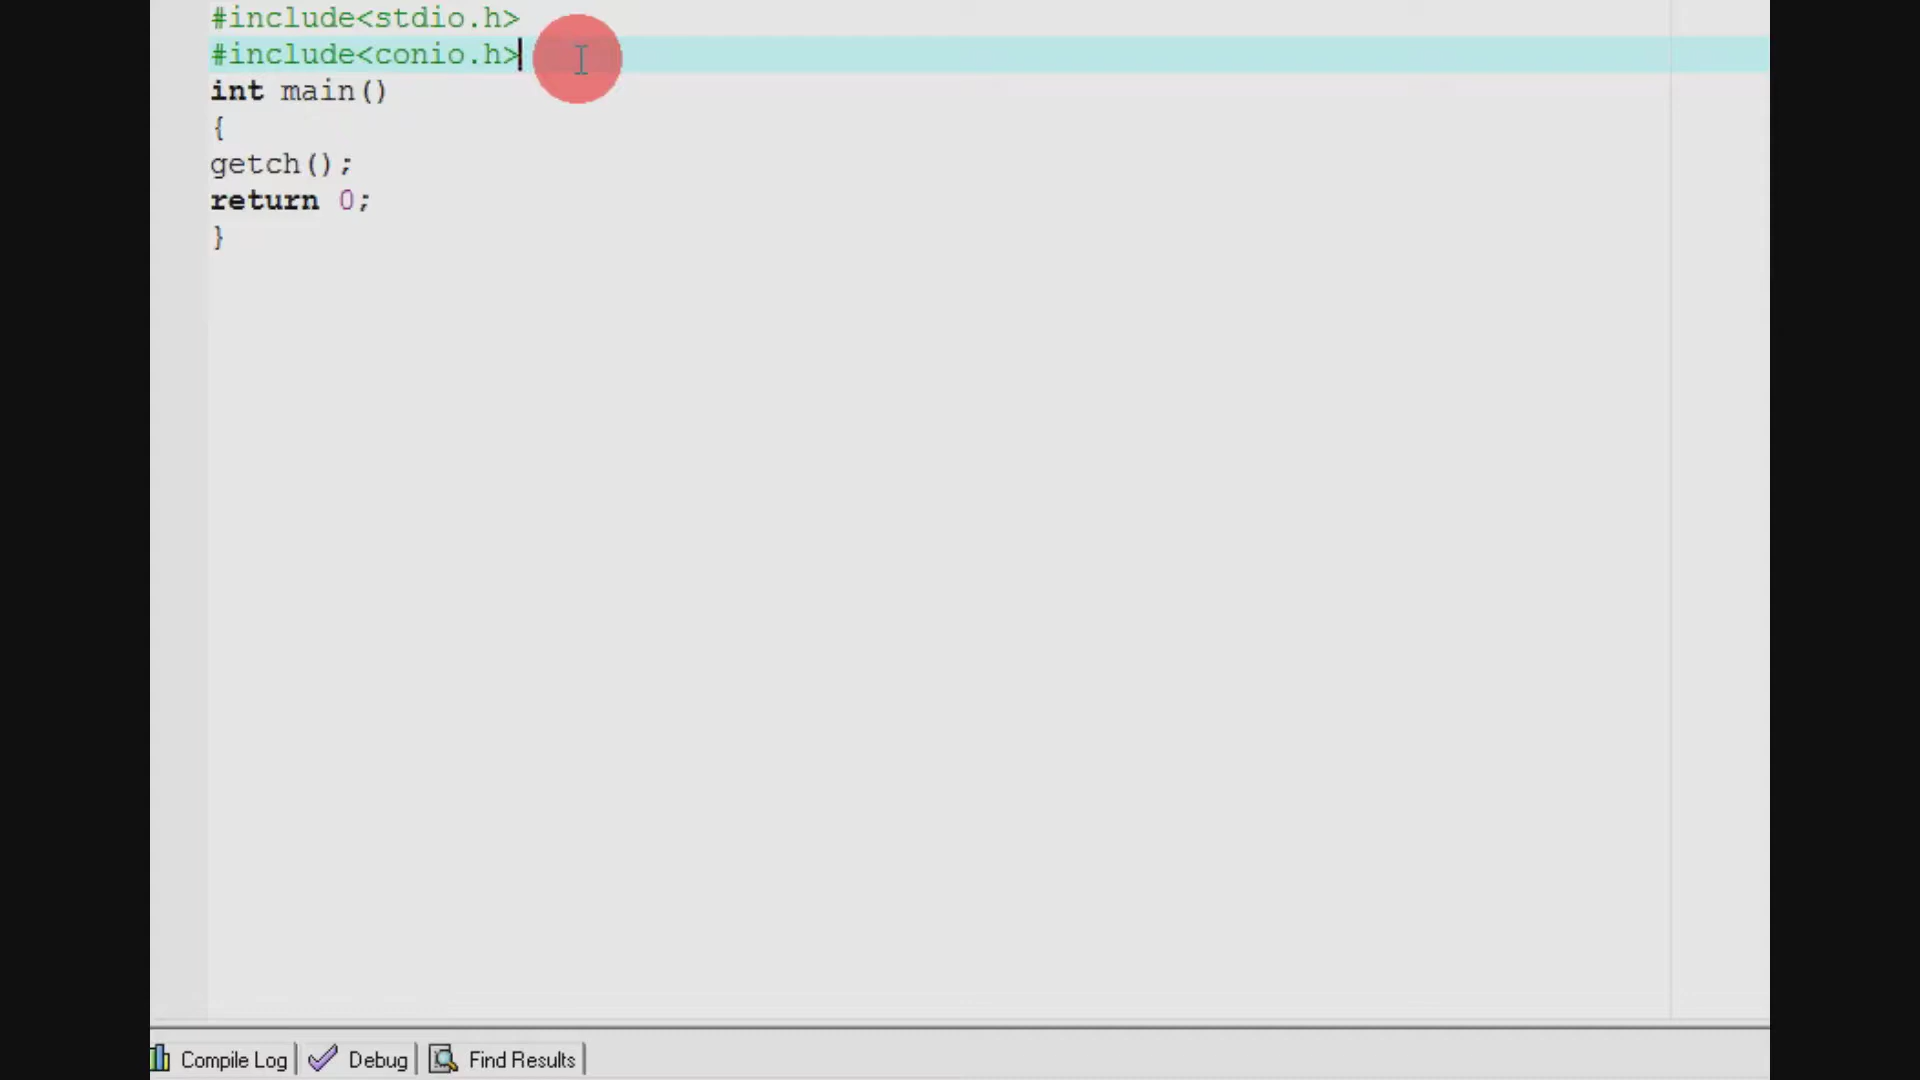 #include<stdio.h>
#include<conio.h>
int main()
{
getch();
return 0;
}
Compile Log Debug Find Results